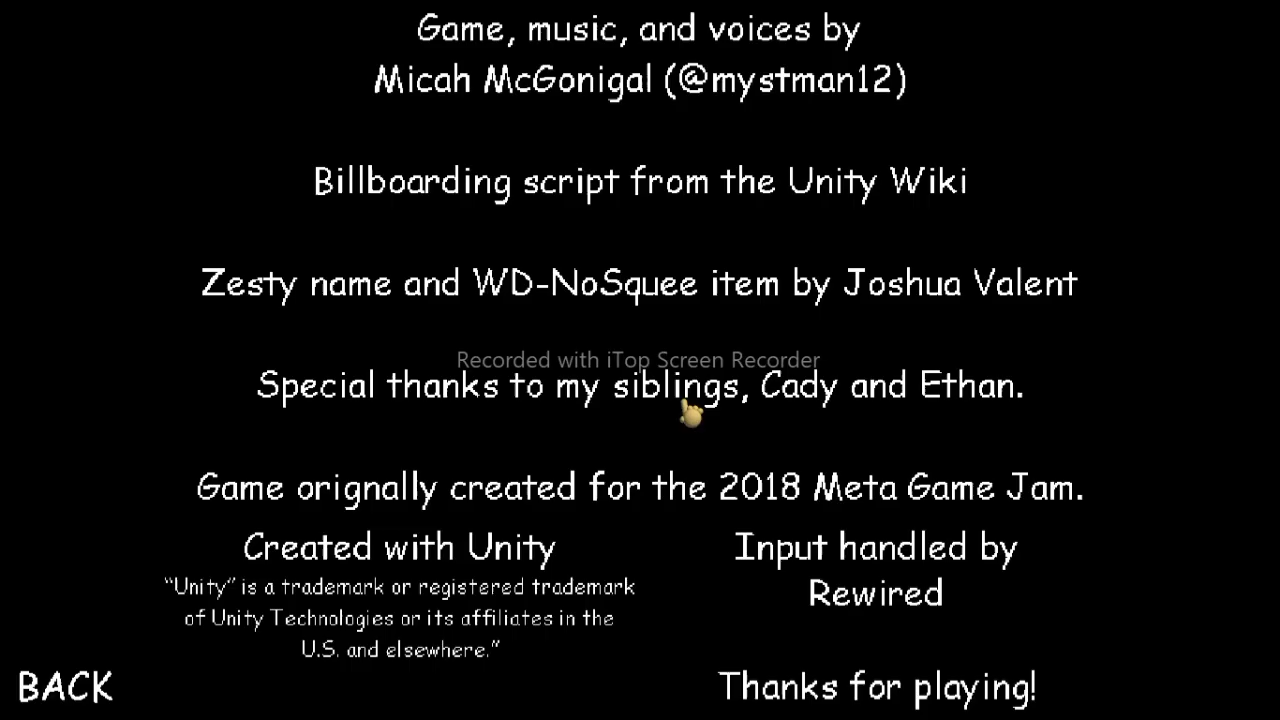 Game, music, and voices by
Micah McGonigal (@mystman12)
Billboarding script from the Unity Wiki
Zesty name and WD-NoSquee item by Joshua Valent
Recorded with iTop Screen Recorder
Special thanks to my siblings, Cady and Ethan.
Game orignally created for the 2018 Meta Game Jam.
Created with Unity
"Unity" is a trademark or registered trademark
of Unity Technologies or its affiliates in the
U.S. and elsewhere."
Input handled by
Rewired
BACK
Thanks for playing!